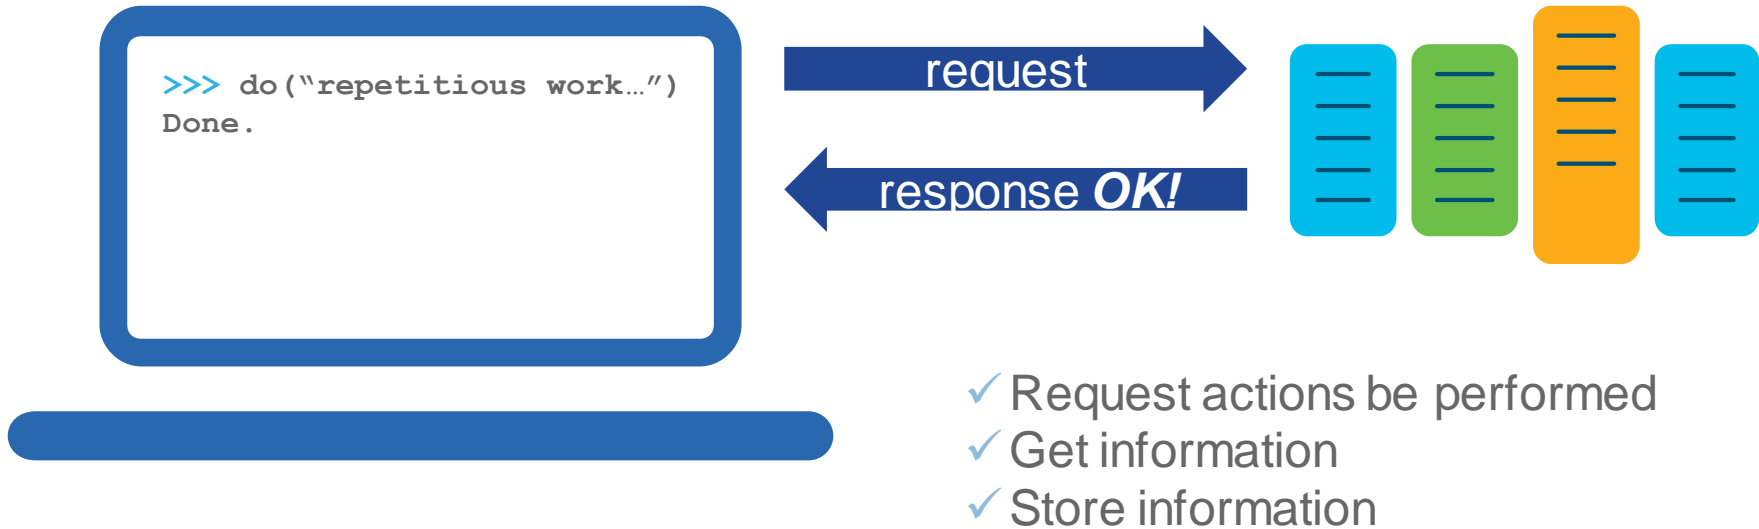 >>> do(“repetitious work…”)
Done.
request
response OK!
✓ Request actions be performed
✓ Get information
✓ Store information